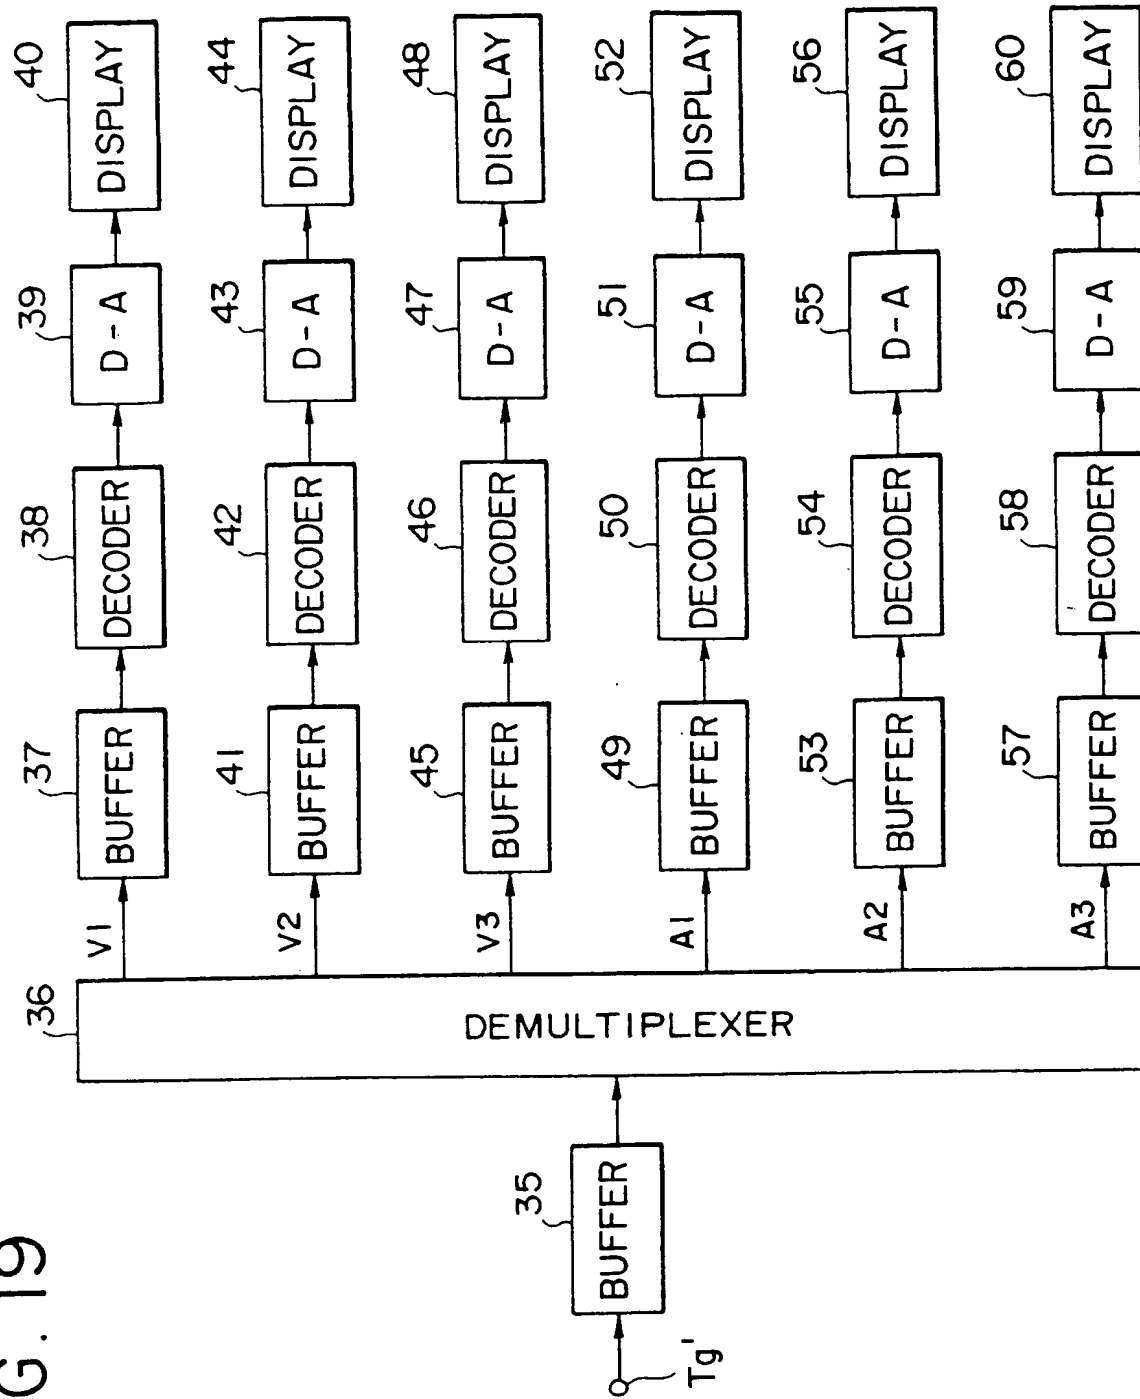 G. 19
Tg'
35
BUFFER
36
DEMULTIPLEXER
V1
37
BUFFER
38
DECODER
39
D-A
40
DISPLAY
V2
41
BUFFER
42
DECODER
43
D-A
44
DISPLAY
V3
45
BUFFER
46
DECODER
47
D-A
48
DISPLAY
A1
49
BUFFER
50
DECODER
51
D-A
52
DISPLAY
A2
53
BUFFER
54
DECODER
55
D-A
56
DISPLAY
A3
57
BUFFER
58
DECODER
59
D-A
60
DISPLAY